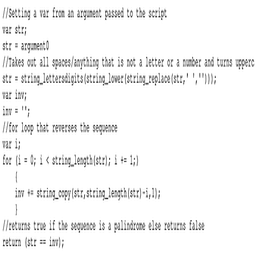 //Setting a var from an argument passed to the script
var str;
str = argument0
//Takes out all spaces/anything that is not a letter or a number and turns upperc
str = string_lettersdigits(string_lower(string_replace(str,' ','')));
var inv;
inv = '';
//for loop that reverses the sequence
var i;
for (i = 0; i < string_length(str); i += 1;)
{
inv += string_copy(str,string_length(str)-i,1);
}
//returns true if the sequence is a palindrome else returns false
return (str == inv);